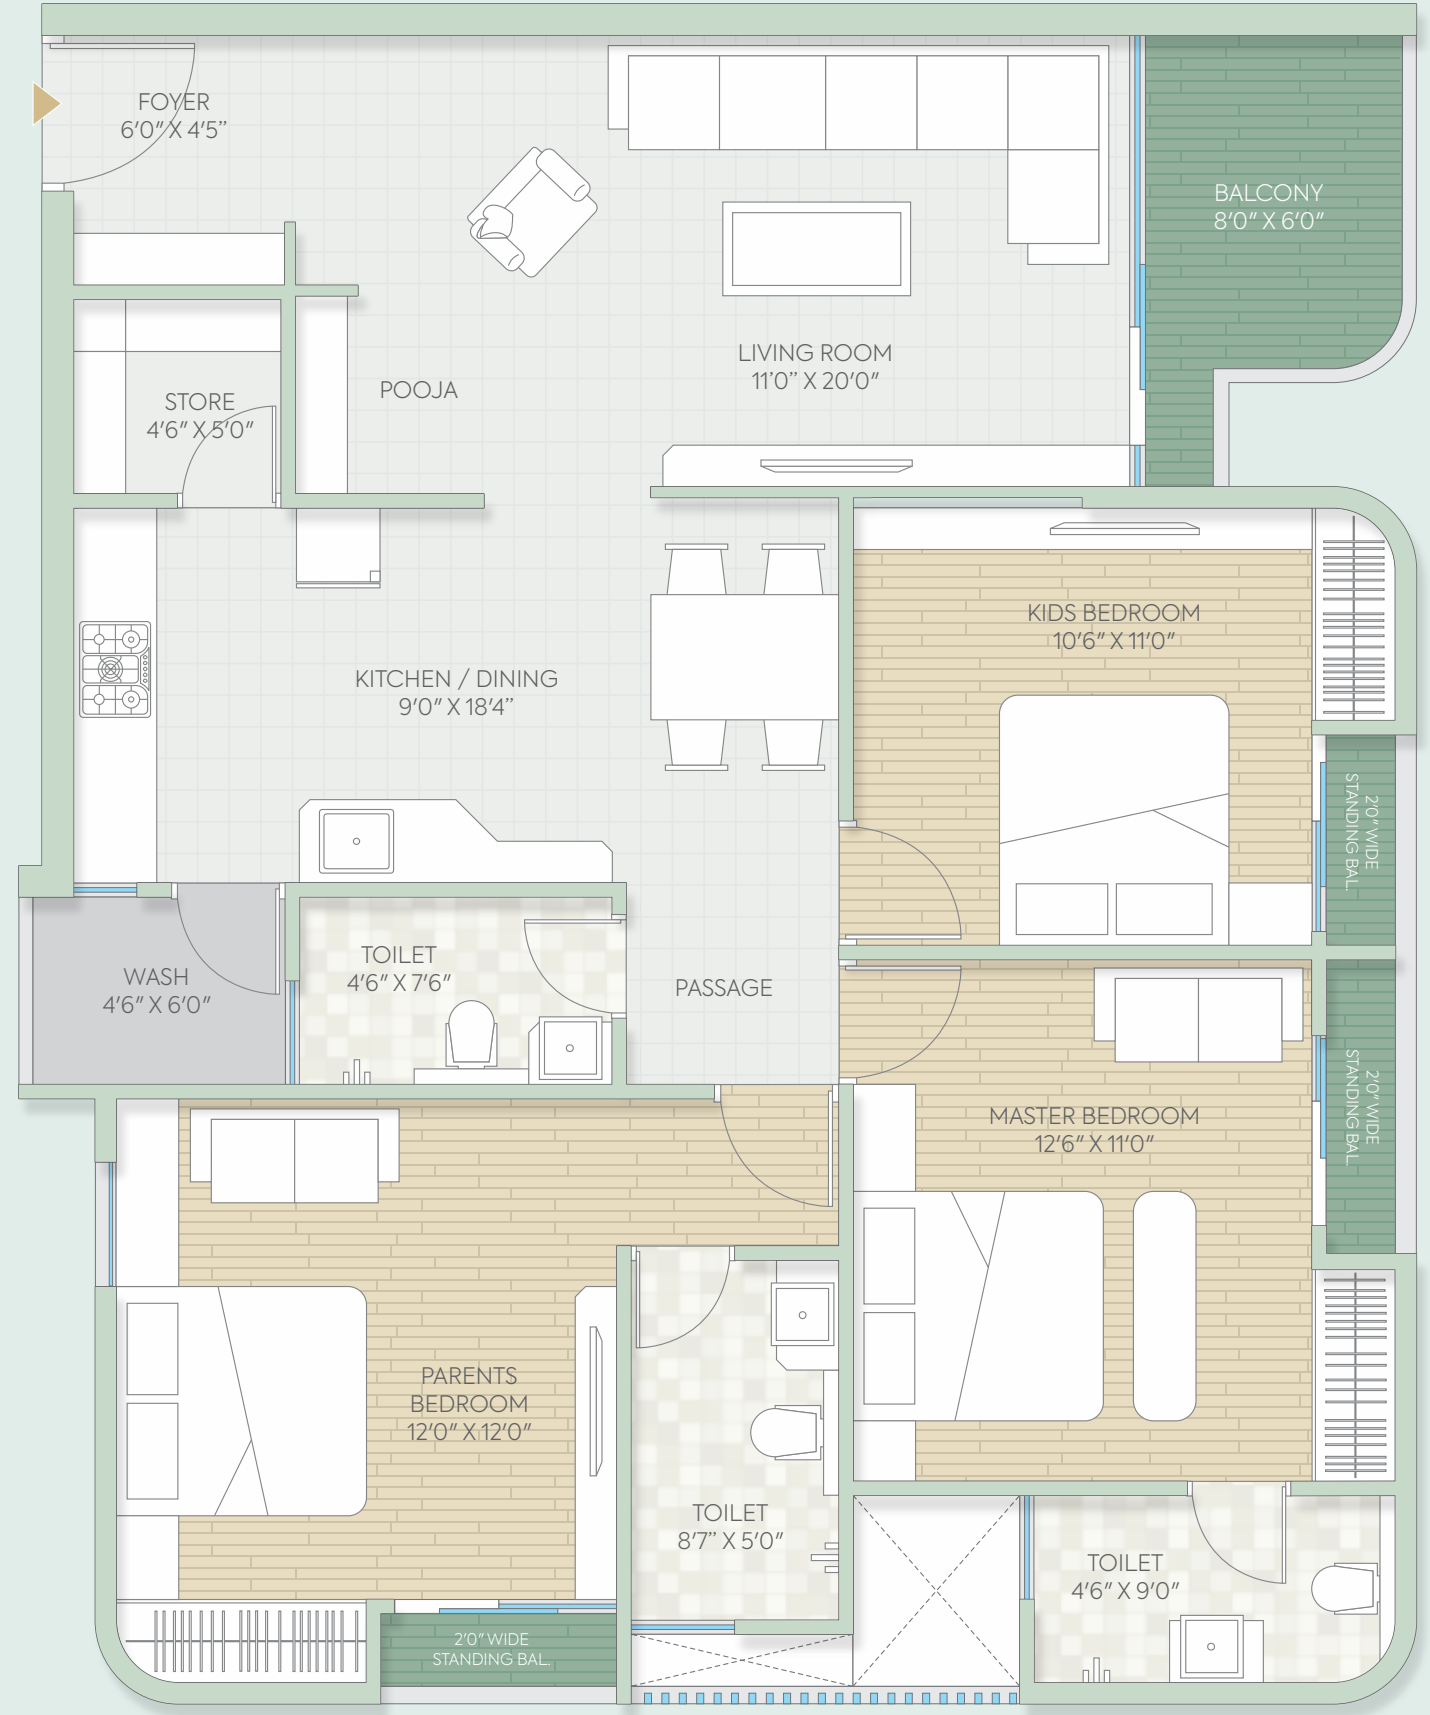 FOYER
6'0" X 4'5"
BALCONY
8'0" X 6'0"
LIVING ROOM
11'0" X 20'0"
POOJA
STORE
4'6" X 5'0"
KIDS BEDROOM
10'6" X 11'0"
KITCHEN / DINING
9'0" X 18'4"
2'0" WIDE
STANDING BAL.
TOILET
4'6" X 7'6"
WASH
4'6" X 6'0"
PASSAGE
2'0" WIDE
STANDING BAL.
MASTER BEDROOM
12'6" X 11'0"
PARENTS
BEDROOM
12'0" X 12'0"
TOILET
8'7" X 5'0"
TOILET
4'6" X 9'0"
2'0" WIDE
STANDING BAL.